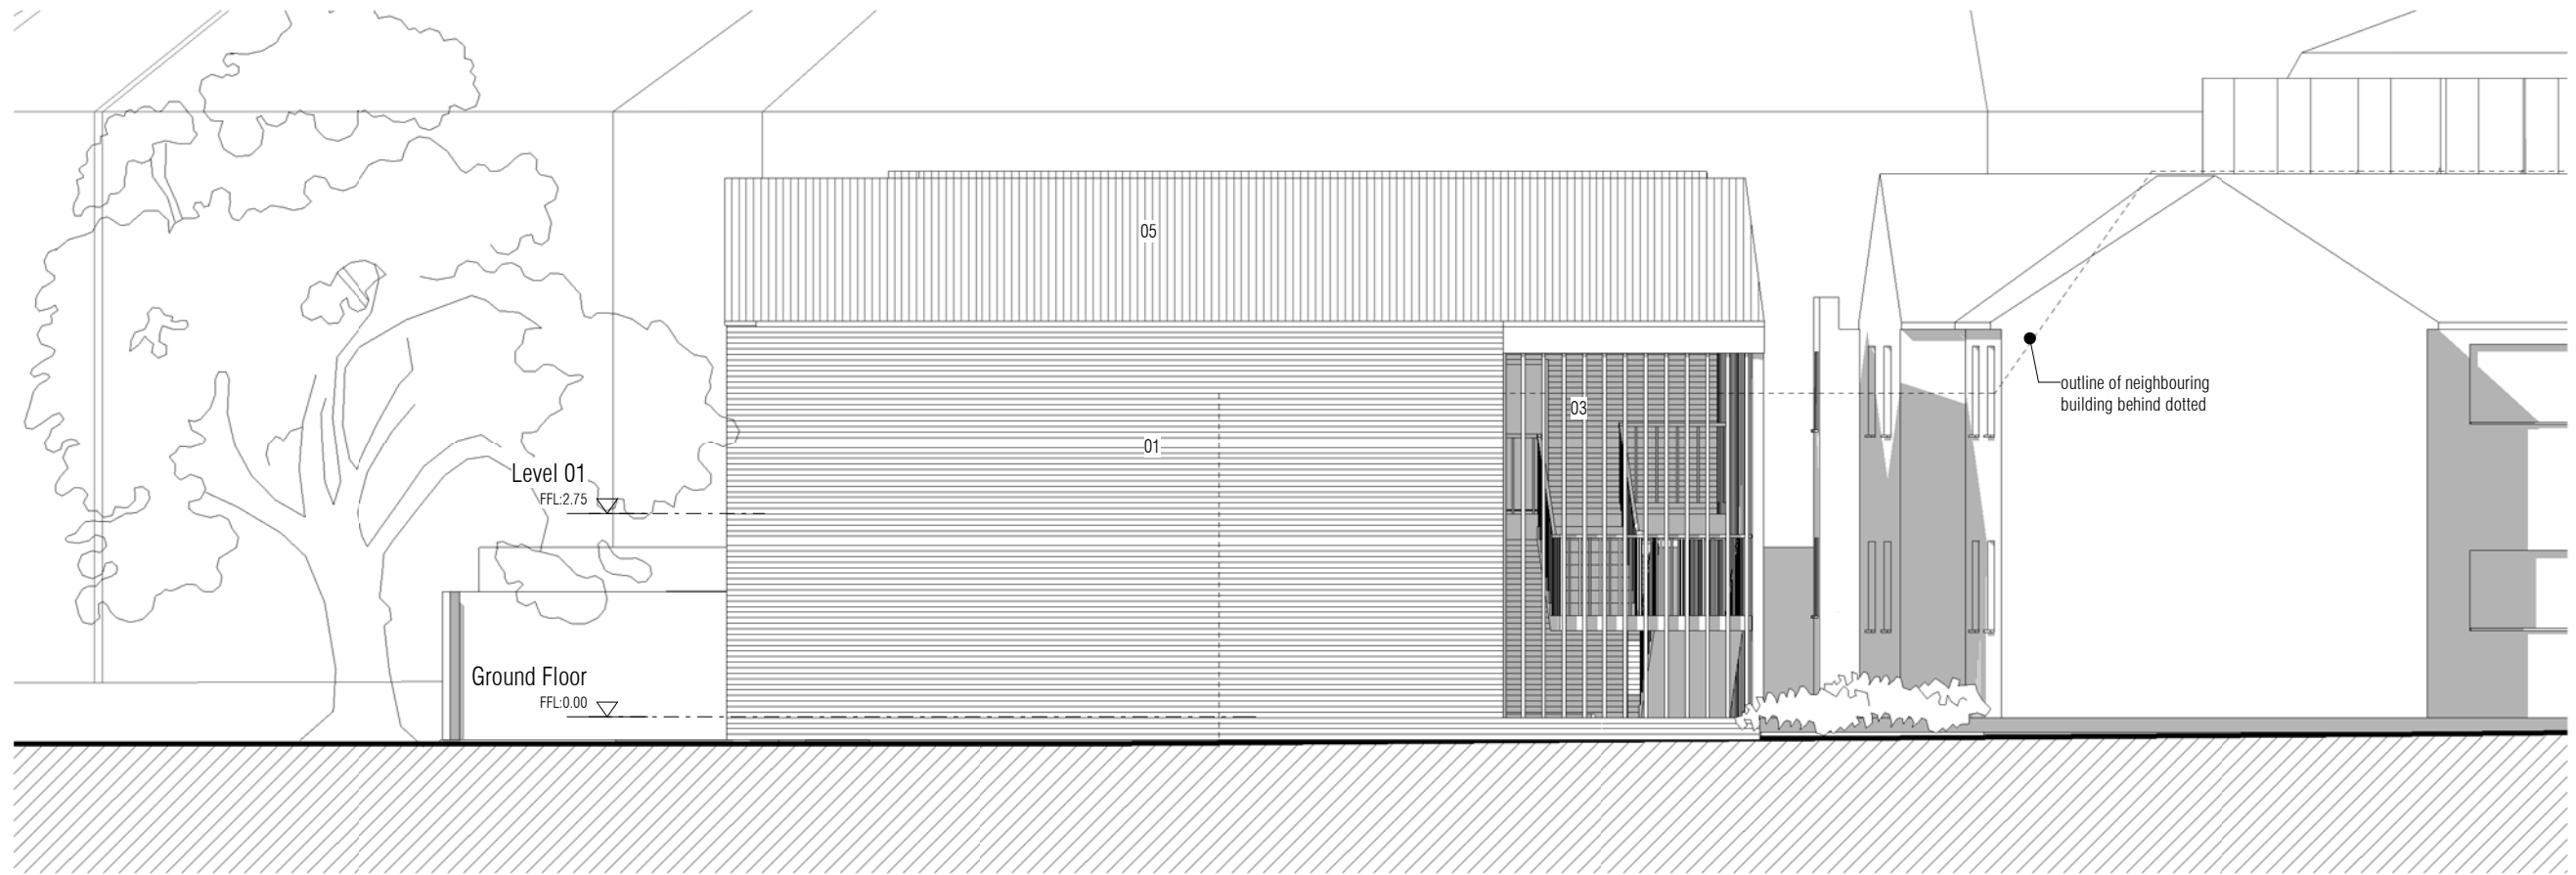 05
03
outline of neighbouring
building behind dotted
01
Level 01
FFL:2.75
Ground Floor
FFL:0.00